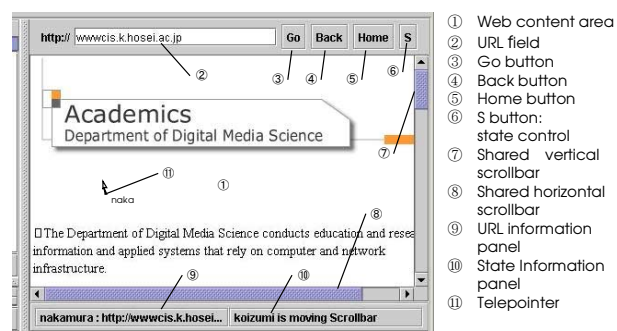 http:// wwwcis.k.hosei.ac.jp Go Back Home S
② ③ ④ ⑤ ⑥
Academics
Department of Digital Media Science
⑦
⑪
naka
①
⑧
□The Department of Digital Media Science conducts education and resea
information and applied systems that rely on computer and network
infrastructure.
⑨ ⑩
nakamura : http://wwwcis.k.hosei... koizumi is moving Scrollbar
① Web content area
② URL field
③ Go button
④ Back button
⑤ Home button
⑥ S button:
state control
⑦ Shared vertical
scrollbar
⑧ Shared horizontal
scrollbar
⑨ URL information
panel
⑩ State Information
panel
⑪ Telepointer